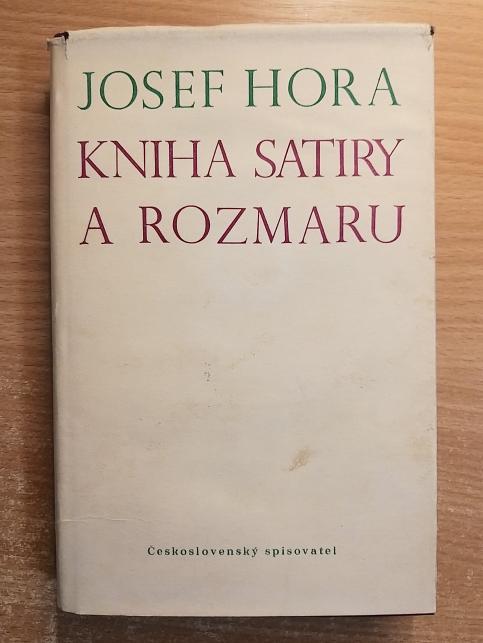 JOSEF HORA
KNIHA SATIRY
A ROZMARU
Československý spisovatel